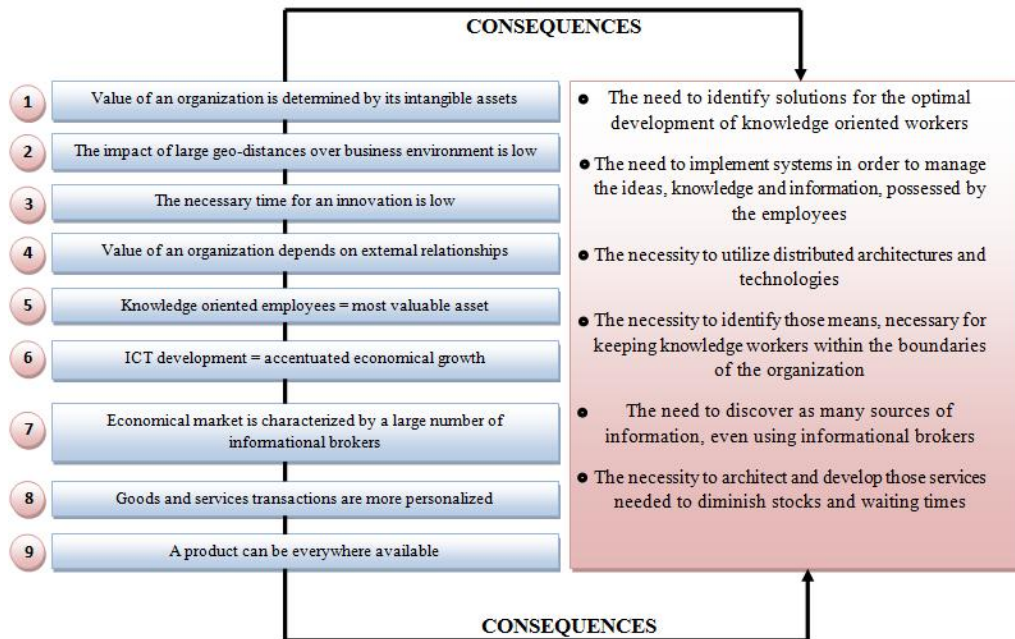 CONSEQUENCES
1
Value of an organization is determined by its intangible assets
2
The impact of large geo-distances over business environment is low
3
The necessary time for an innovation is low
4
Value of an organization depends on external relationships
5
Knowledge oriented employees = most valuable asset
6
ICT development = accentuated economical growth
7
Economical market is characterized by a large number of
informational brokers
8
Goods and services transactions are more personalized
9
A product can be everywhere available
The need to identify solutions for the optimal
development of knowledge oriented workers
The need to implement systems in order to manage
the ideas, knowledge and information, possessed by
the employees
The necessity to utilize distributed architectures and
technologies
The necessity to identify those means, necessary for
keeping knowledge workers within the boundaries
of the organization
The need to discover as many sources of
information, even using informational brokers
The necessity to architect and develop those services
needed to diminish stocks and waiting times
CONSEQUENCES